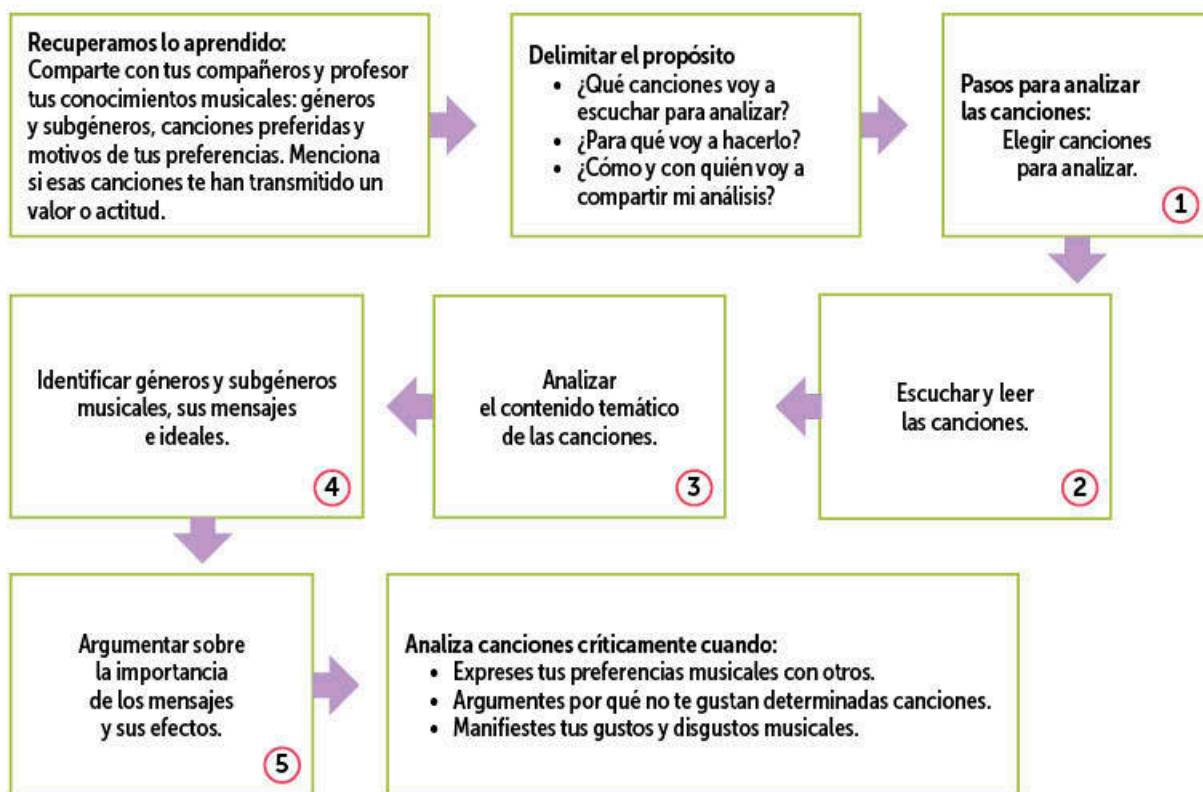 Recuperamos lo aprendido:
Comparte con tus compañeros y profesor
tus conocimientos musicales: géneros
y subgéneros, canciones preferidas y
motivos de tus preferencias. Menciona
si esas canciones te han transmitido un
valor o actitud.
Delimitar el propósito
• ¿Qué canciones voy a
escuchar para analizar?
• ¿Para qué voy a hacerlo?
• ¿Cómo y con quién voy a
compartir mi análisis?
Pasos para analizar
las canciones:
Elegir canciones
para analizar.
1
Escuchar y leer
las canciones.
2
Analizar
el contenido temático
de las canciones.
3
Identificar géneros y subgéneros
musicales, sus mensajes
e ideales.
4
Argumentar sobre
la importancia
de los mensajes
y sus efectos.
5
Analiza canciones críticamente cuando:
• Expreses tus preferencias musicales con otros.
• Argumentes por qué no te gustan determinadas canciones.
• Manifiestes tus gustos y disgustos musicales.